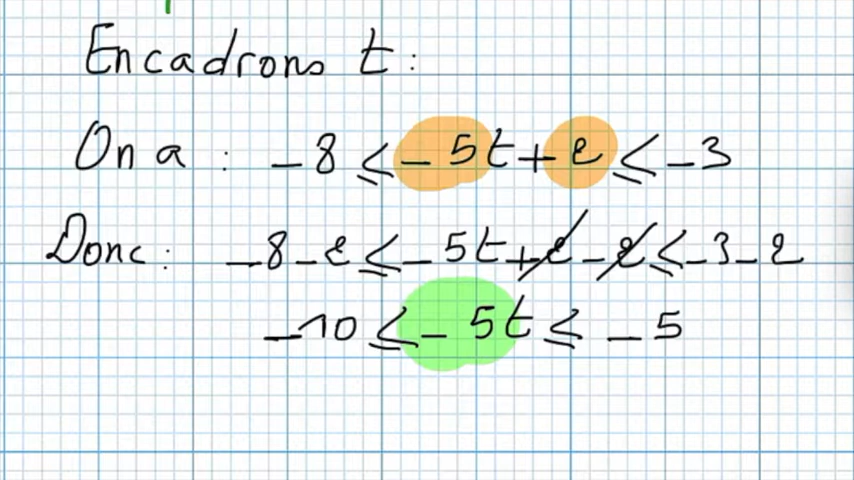 Encadrons t :
On a : -8 ≤ -5t + 2 ≤ -3
Donc : -8 - 2 ≤ -5t + 2 - 2 ≤ -3 - 2
-10 ≤ -5t ≤ -5